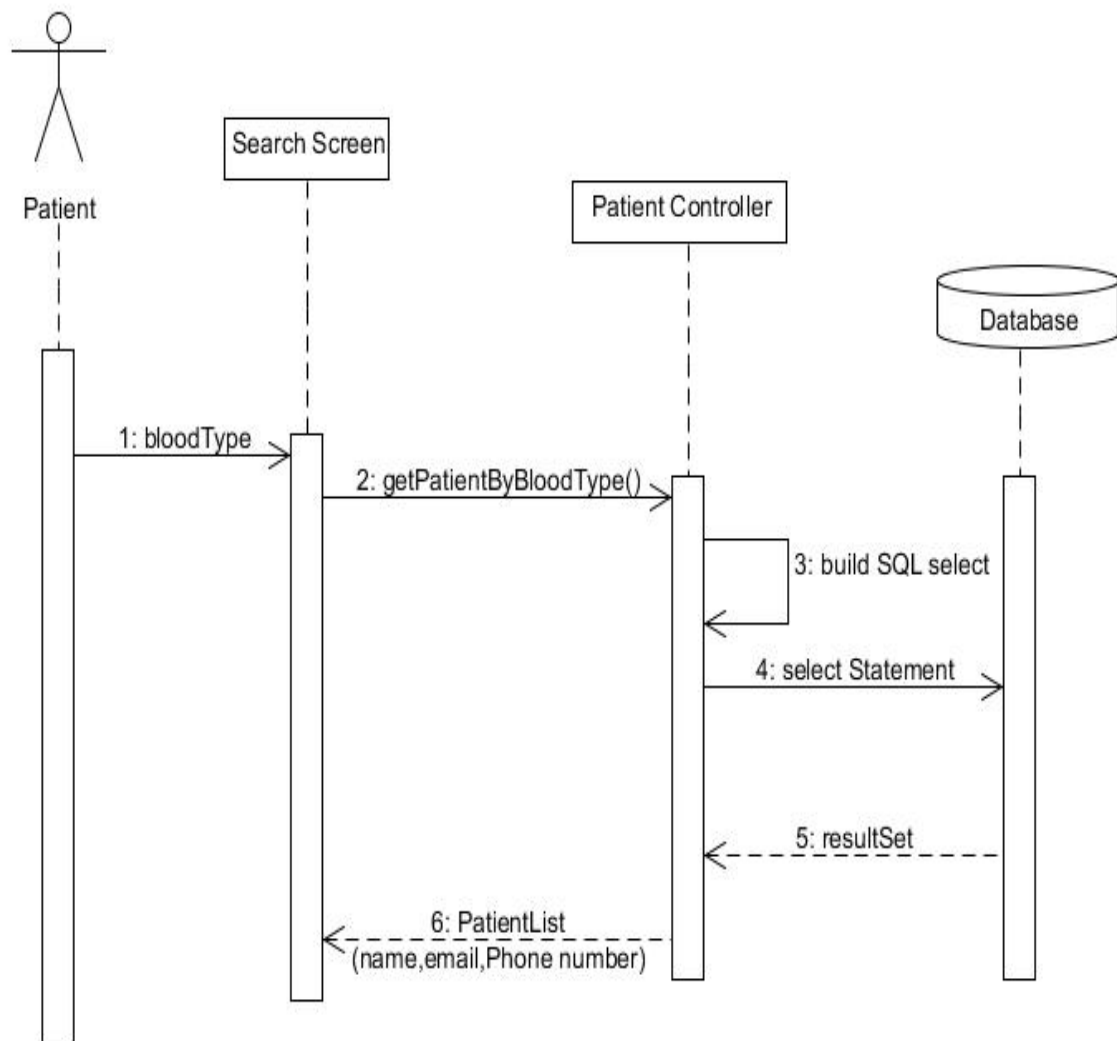 Search Screen
Patient
Patient Controller
Database
1: bloodType
2: getPatientByBloodType()
3: build SQL select
4: select Statement
5: resultSet
6: PatientList
(name,email,Phone number)